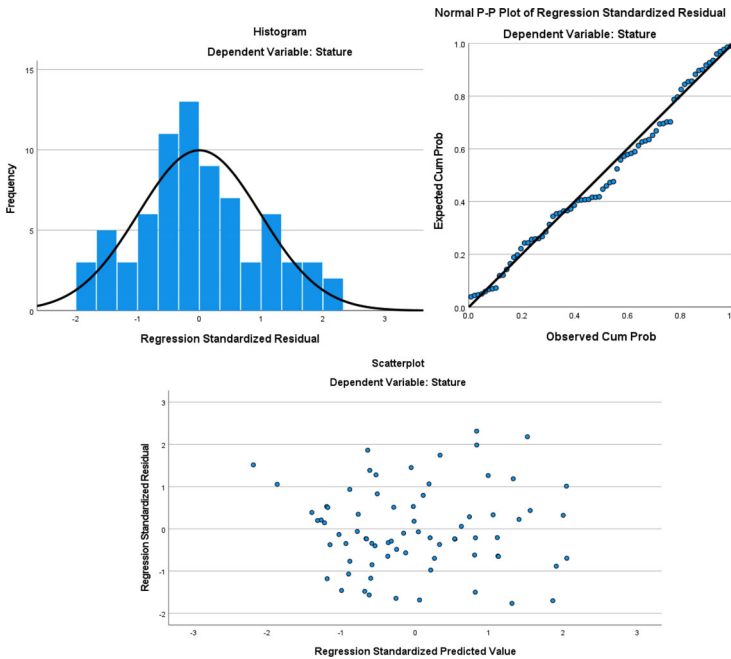 Histogram
Dependent Variable: Stature
15
10
5
0
Frequency
-2
-1
0
1
2
3
Regression Standardized Residual
Normal P-P Plot of Regression Standardized Residual
Dependent Variable: Stature
1.0
0.8
0.6
0.4
0.2
0.0
Expected Cum Prob
0.0
0.2
0.4
0.6
0.8
Observed Cum Prob
Scatterplot
Dependent Variable: Stature
3
2
1
0
-1
-2
Regression Standardized Residual
-3
-2
-1
0
1
2
3
Regression Standardized Predicted Value